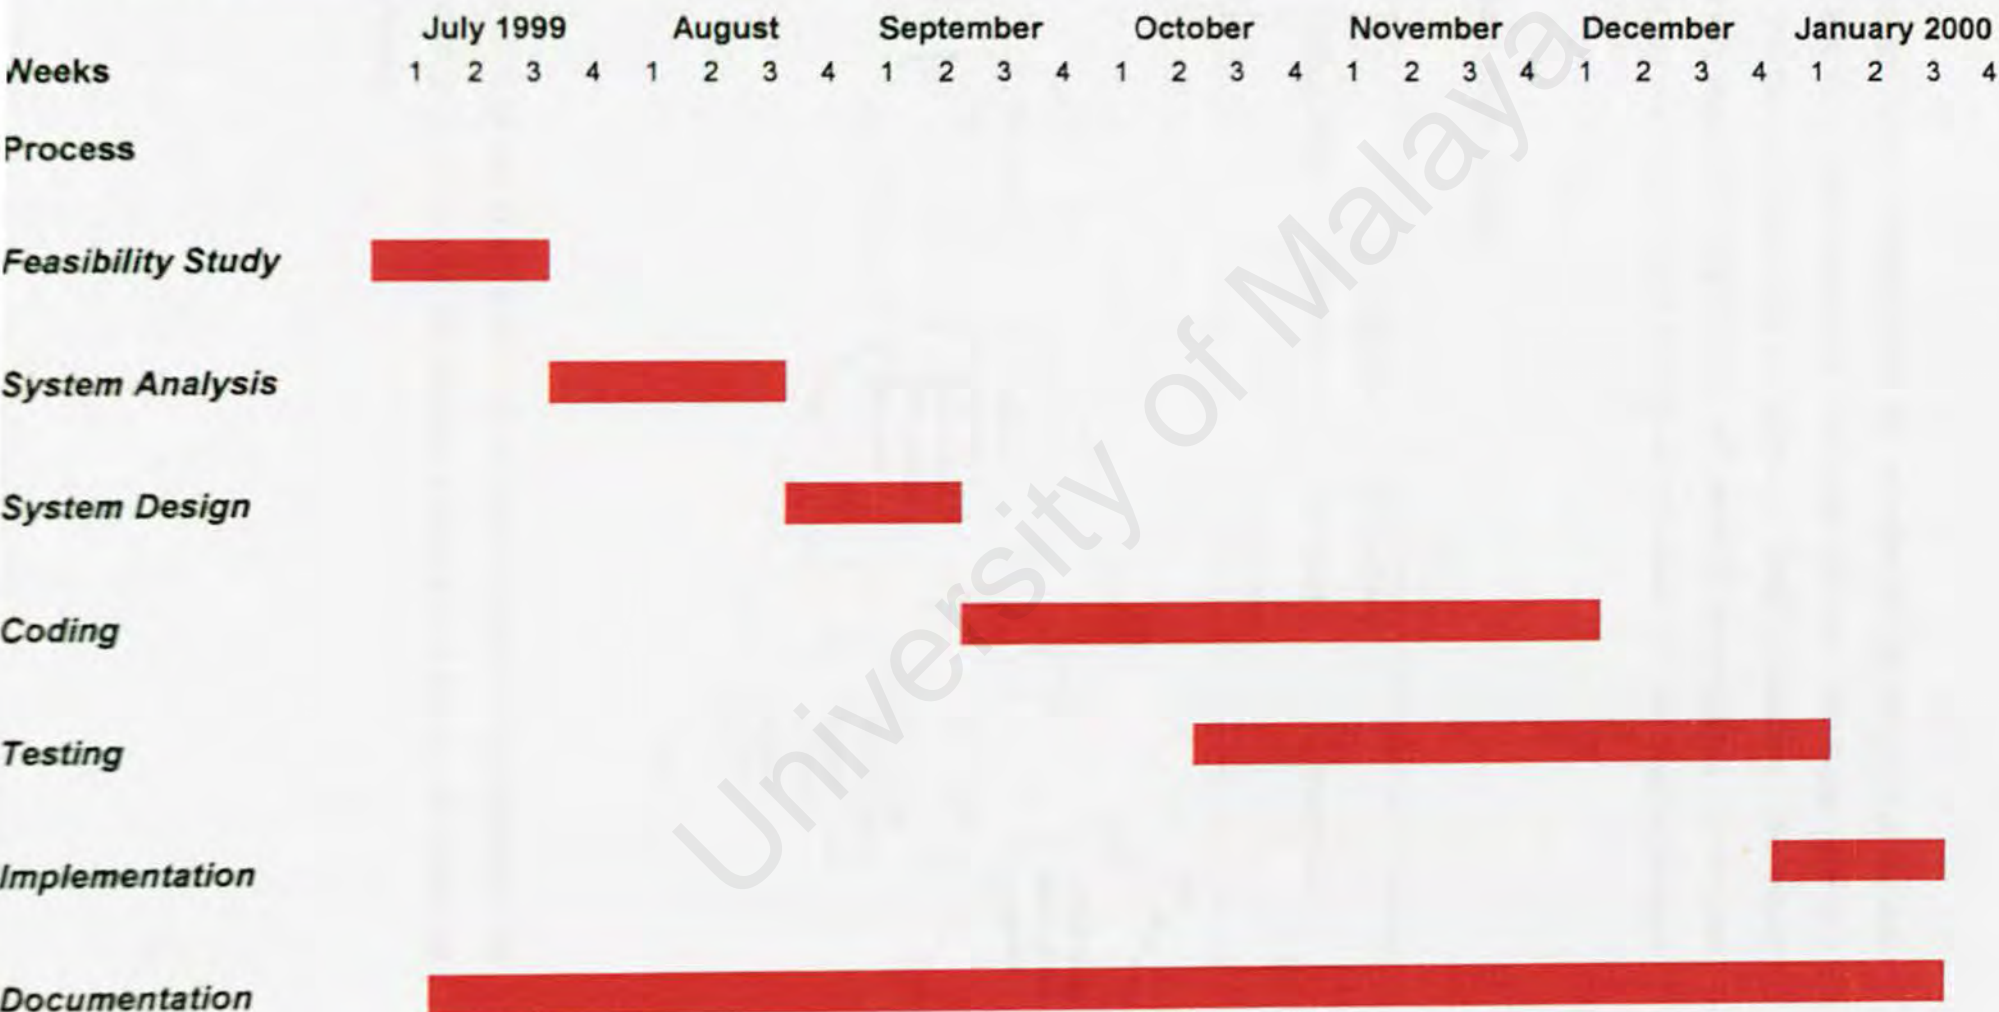 July 1999 August September October November December January 2000
Weeks 1 2 3 4 1 2 3 4 1 2 3 4 1 2 3 4 1 2 3 4 1 2 3 4 1 2 3 4
Process
Feasibility Study
System Analysis
System Design
Coding
Testing
Implementation
Documentation
University of Malaya